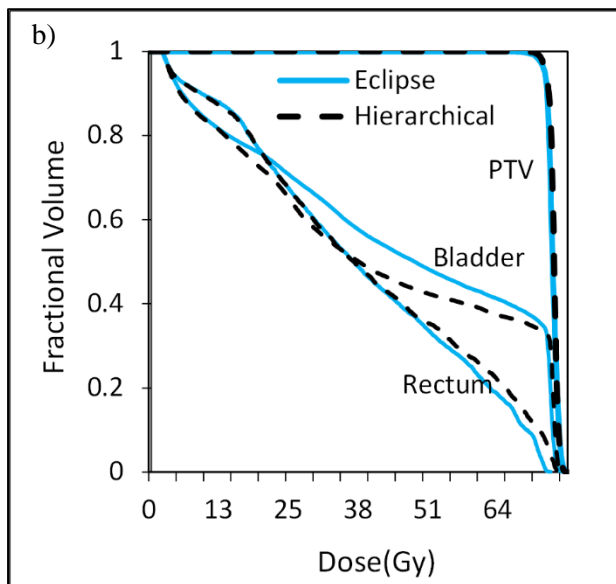 b)
1
Eclipse
Hierarchical
0.8
PTV
0.6
Bladder
0.4
Rectum
0.2
0
0 13 25 38 51 64
Fractional Volume
Dose(Gy)